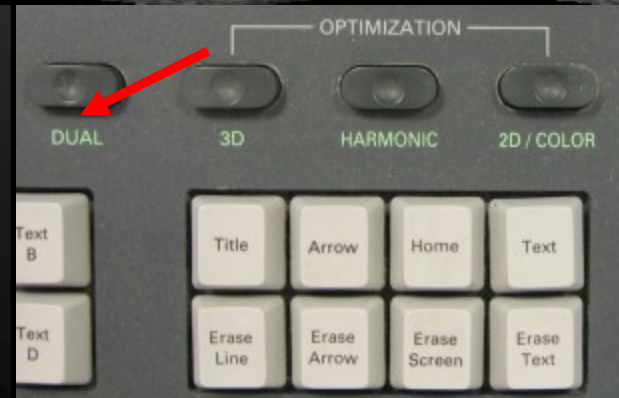 OPTIMIZATION
DUAL 3D HARMONIC 2D / COLOR
Text B
Title
Arrow
Home
Text
Text D
Erase Line
Erase Arrow
Erase Screen
Erase Text